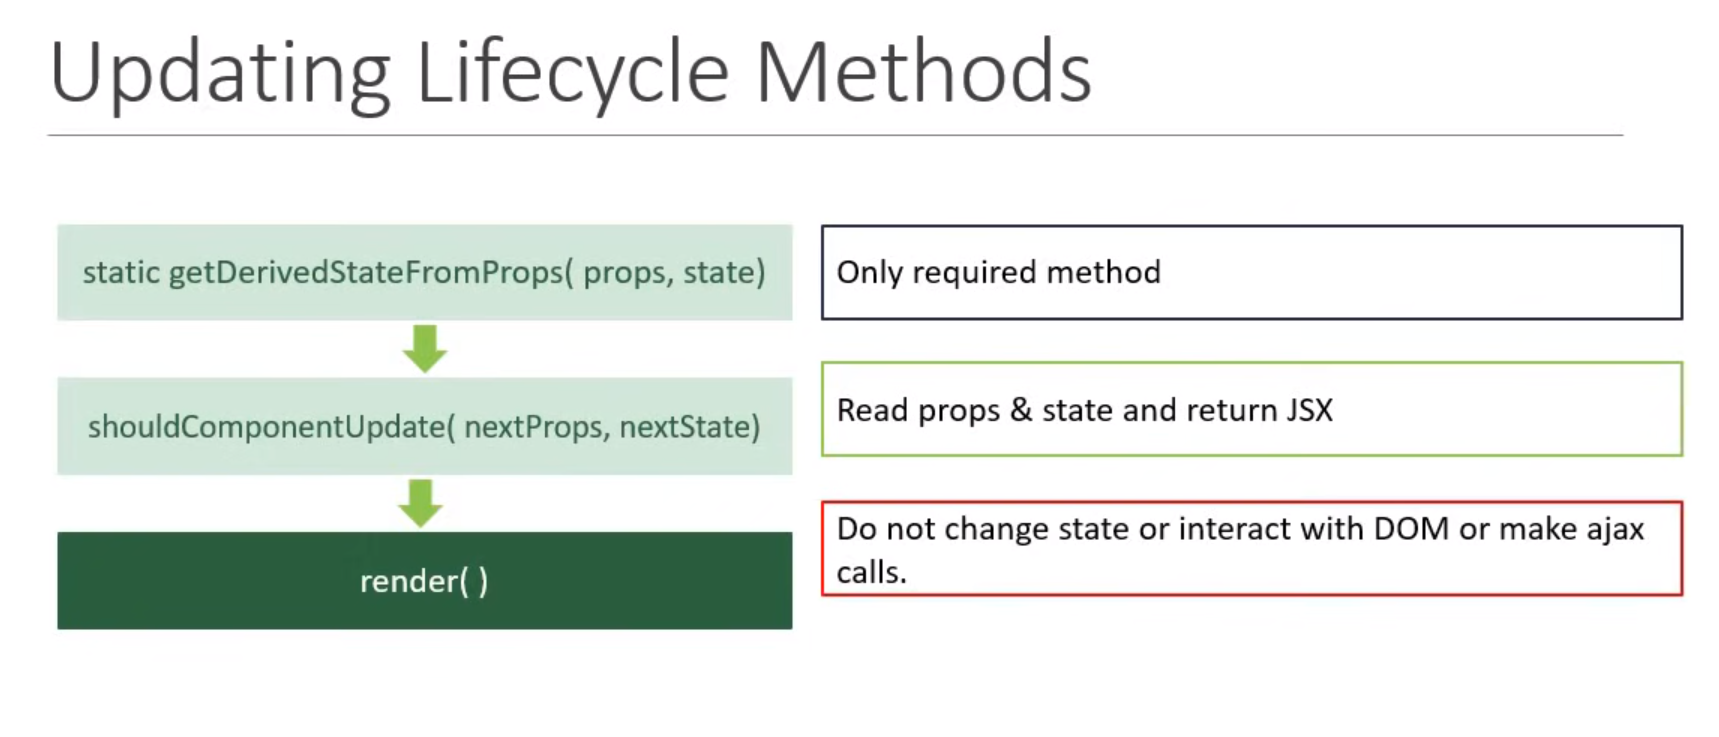 Updating Lifecycle Methods
static getDerivedStateFromProps( props, state)
Only required method
shouldComponentUpdate( nextProps, nextState)
Read props & state and return JSX
render( )
Do not change state or interact with DOM or make ajax
calls.